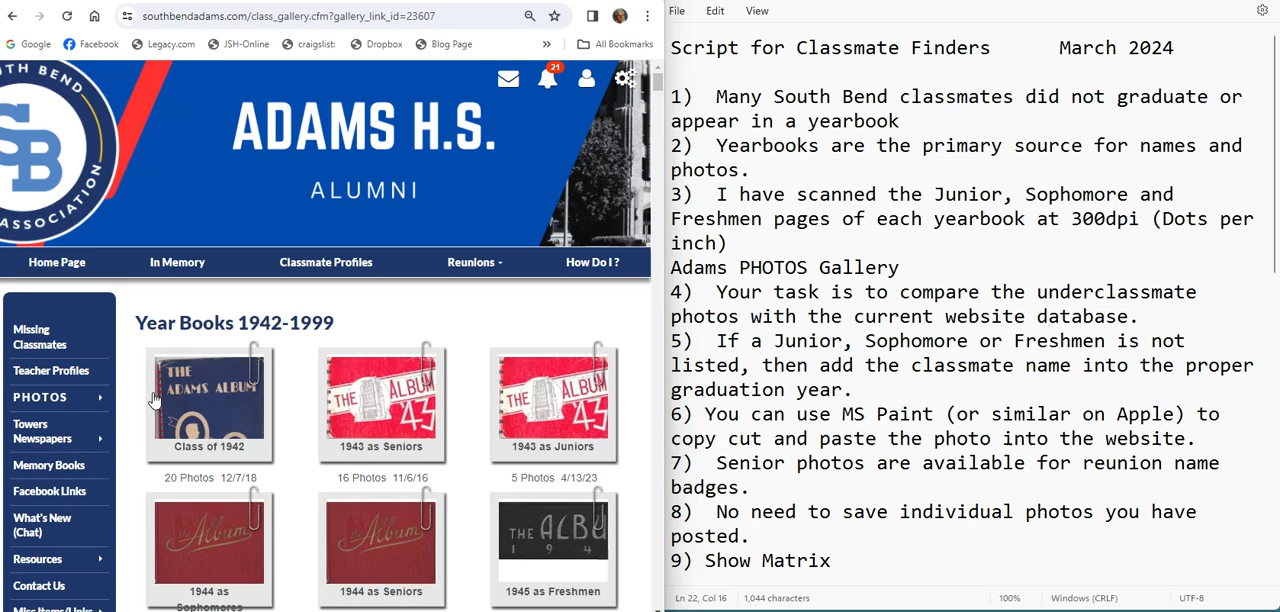 southbendadams.com/class_gallery.cfm?gallery_link_id=23607
Google Facebook Legacy.com JSH-Online craigslist: Dropbox Blog Page » All Bookmarks
SOUTH BEND
SB
ASSOCIATION
21
ADAMS H.S.
ALUMNI
Home Page In Memory Classmate Profiles Reunions How Do I ?
Missing
Classmates
Teacher Profiles
PHOTOS
Towers
Newspapers
Memory Books
Facebook Links
What's New
(Chat)
Resources
Contact Us
Misc Items/Links
Year Books 1942-1999
THE
ADAMS ALBUM
Class of 1942
20 Photos 12/7/18
THE ALBUM
'43
1943 as Seniors
16 Photos 11/6/16
THE ALBUM
'43
1943 as Juniors
5 Photos 4/13/23
The Album
1944 as
Sophomores
The Album
1944 as Seniors
THE ALBU
1 9 4
1945 as Freshmen
File Edit View
Script for Classmate Finders March 2024
1) Many South Bend classmates did not graduate or
appear in a yearbook
2) Yearbooks are the primary source for names and
photos.
3) I have scanned the Junior, Sophomore and
Freshmen pages of each yearbook at 300dpi (Dots per
inch)
Adams PHOTOS Gallery
4) Your task is to compare the underclassmate
photos with the current website database.
5) If a Junior, Sophomore or Freshmen is not
listed, then add the classmate name into the proper
graduation year.
6) You can use MS Paint (or similar on Apple) to
copy cut and paste the photo into the website.
7) Senior photos are available for reunion name
badges.
8) No need to save individual photos you have
posted.
9) Show Matrix
Ln 22, Col 16 1,044 characters 100% Windows (CRLF) UTF-8